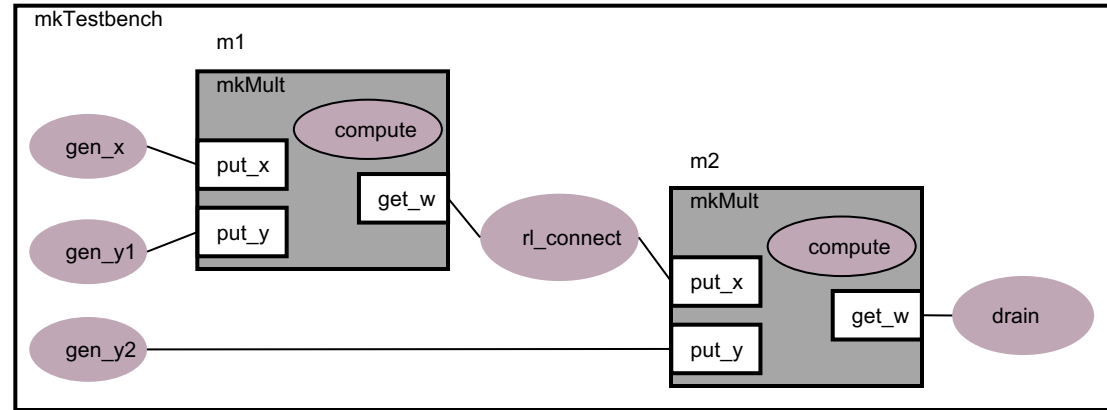 mkTestbench
m1
mkMult
compute
gen_x
put_x
get_w
gen_y1
put_y
rl_connect
m2
mkMult
compute
put_x
get_w
drain
gen_y2
put_y